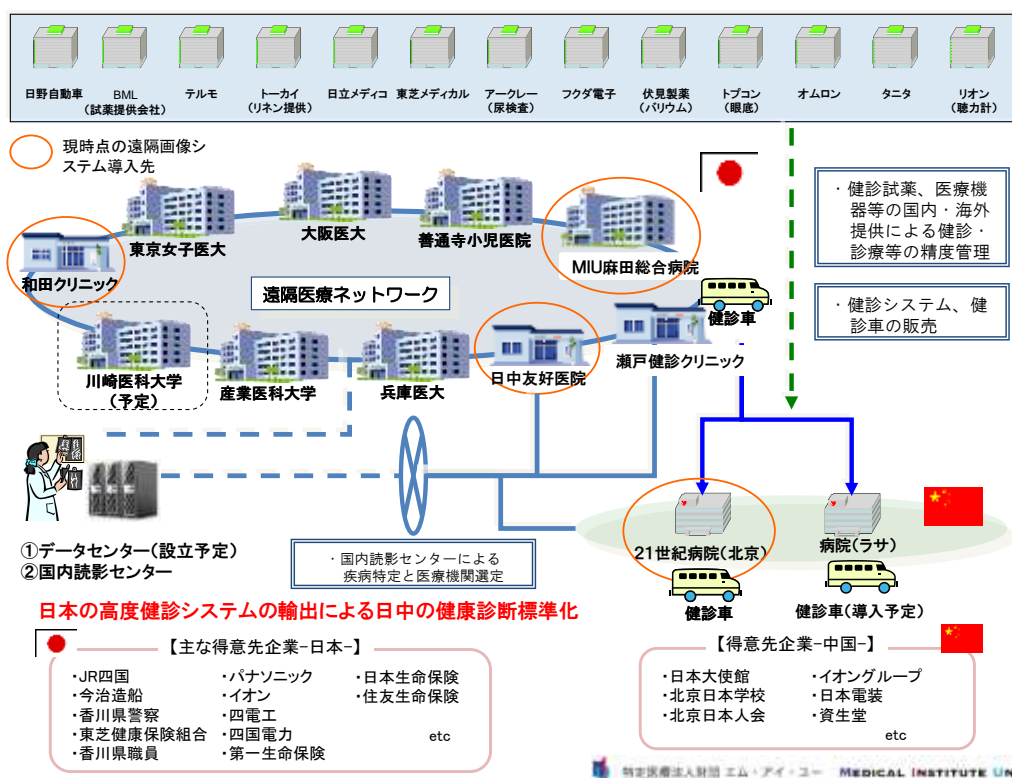 日野自動車
BML
(試薬提供会社)
テルモ
トーカイ
(リネン提供)
日立メディコ
東芝メディカル
アークレー
(尿検査)
フクダ電子
伏見製薬
(バリウム)
トプコン
(眼底)
オムロン
タニタ
リオン
(聴力計)
現時点の遠隔画像シ
ステム導入先
・健診試薬、医療機
器等の国内・海外
提供による健診・
診療等の精度管理
・健診システム、健
診車の販売
東京女子医大
大阪医大
善通寺小児医院
MIU麻田総合病院
和田クリニック
遠隔医療ネットワーク
健診車
瀬戸健診クリニック
川崎医科大学
(予定)
産業医科大学
兵庫医大
日中友好医院
①データセンター(設立予定)
②国内読影センター
・国内読影センターによる
疾病特定と医療機関選定
21世紀病院(北京)
病院(ラサ)
健診車
健診車(導入予定)
日本の高度健診システムの輸出による日中の健康診断標準化
【主な得意先企業-日本-】
・JR四国
・今治造船
・香川県警察
・東芝健康保険組合
・香川県職員
・パナソニック
・イオン
・四電工
・四国電力
・第一生命保険
・日本生命保険
・住友生命保険
etc
【得意先企業-中国-】
・日本大使館
・北京日本学校
・北京日本人会
・イオングループ
・日本電装
・資生堂
etc
特定医療法人財団 エム・アイ・ユー MEDICAL INSTITUTE UN